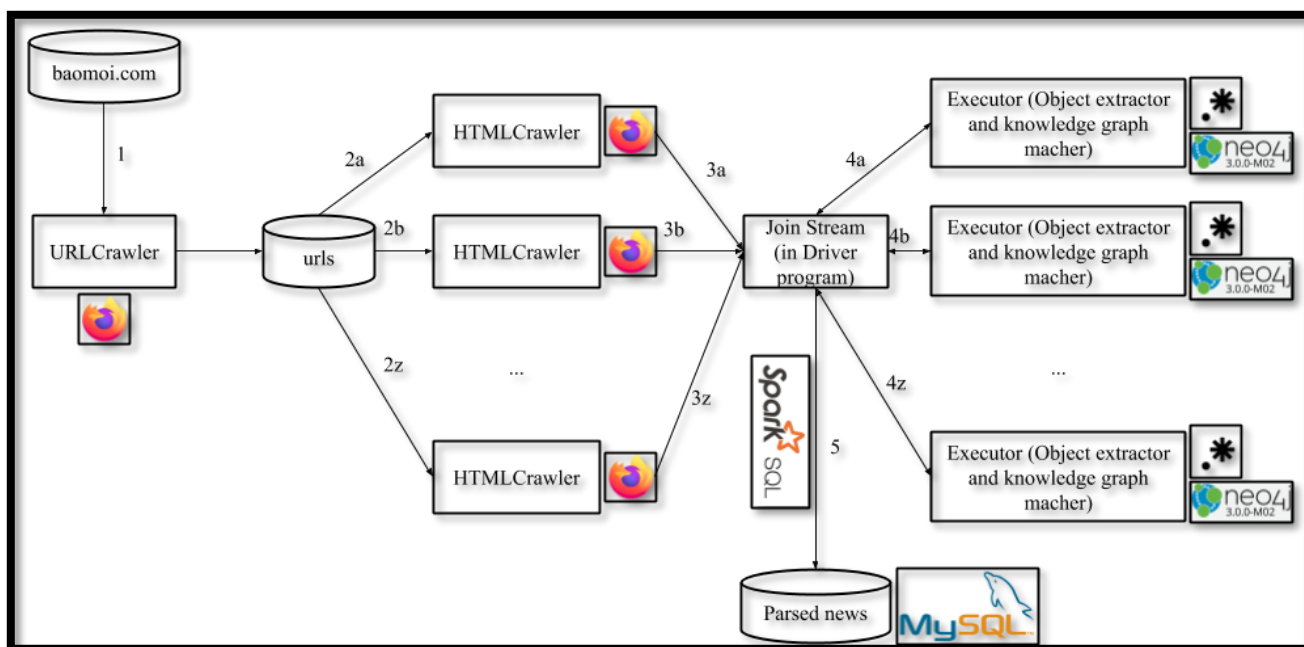 baomoi.com
1
URLCrawler
urls
2a
2b
2z
HTMLCrawler
HTMLCrawler
...
HTMLCrawler
3a
3b
3z
Join Stream
(in Driver
program)
4a
4b
4z
Executor (Object extractor
and knowledge graph
macher)
.*
neo4j
3.0.0-M02
Executor (Object extractor
and knowledge graph
macher)
.*
neo4j
3.0.0-M02
...
Executor (Object extractor
and knowledge graph
macher)
.*
neo4j
3.0.0-M02
Spark
SQL
5
Parsed news
MySQL